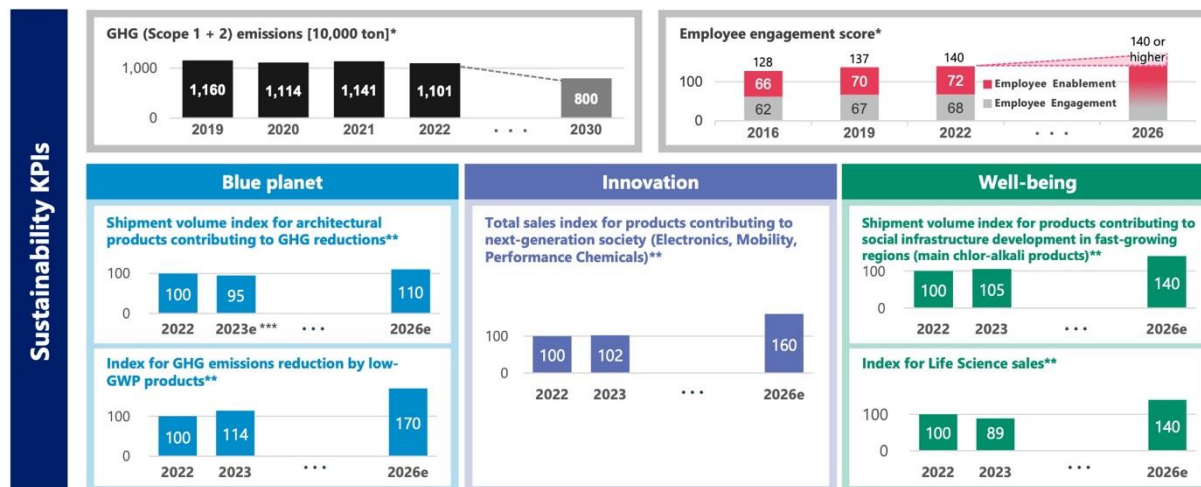 Sustainability KPIs
GHG (Scope 1 + 2) emissions [10,000 ton]*
1,000
0
1,160
1,114
1,141
1,101
800
2019
2020
2021
2022
· · ·
2030
Employee engagement score*
128
137
140
140 or
higher
100
0
66
70
72
62
67
68
Employee Enablement
Employee Engagement
2016
2019
2022
· · ·
2026
Blue planet
Shipment volume index for architectural
products contributing to GHG reductions**
100
0
100
95
110
2022
2023e ***
· · ·
2026e
Index for GHG emissions reduction by low-
GWP products**
100
0
100
114
170
2022
2023
· · ·
2026e
Innovation
Total sales index for products contributing to
next-generation society (Electronics, Mobility,
Performance Chemicals)**
100
0
100
102
160
2022
2023
· · ·
2026e
Well-being
Shipment volume index for products contributing to
social infrastructure development in fast-growing
regions (main chlor-alkali products)**
100
0
100
105
140
2022
2023
· · ·
2026e
Index for Life Science sales**
100
0
100
89
140
2022
2023
· · ·
2026e